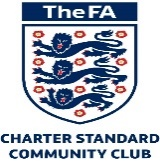 The FA
CHARTER STANDARD
COMMUNITY CLUB